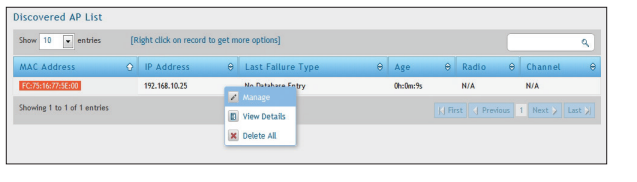 Discovered AP List
Show 10 entries [Right click on record to get more options]
MAC Address IP Address Last Failure Type Age Radio Channel
FC:75:16:77:5E:00 192.168.10.25 No Database Entry 0h:0m:9s N/A N/A
Manage
View Details
Delete All
Showing 1 to 1 of 1 entries First Previous 1 Next Last